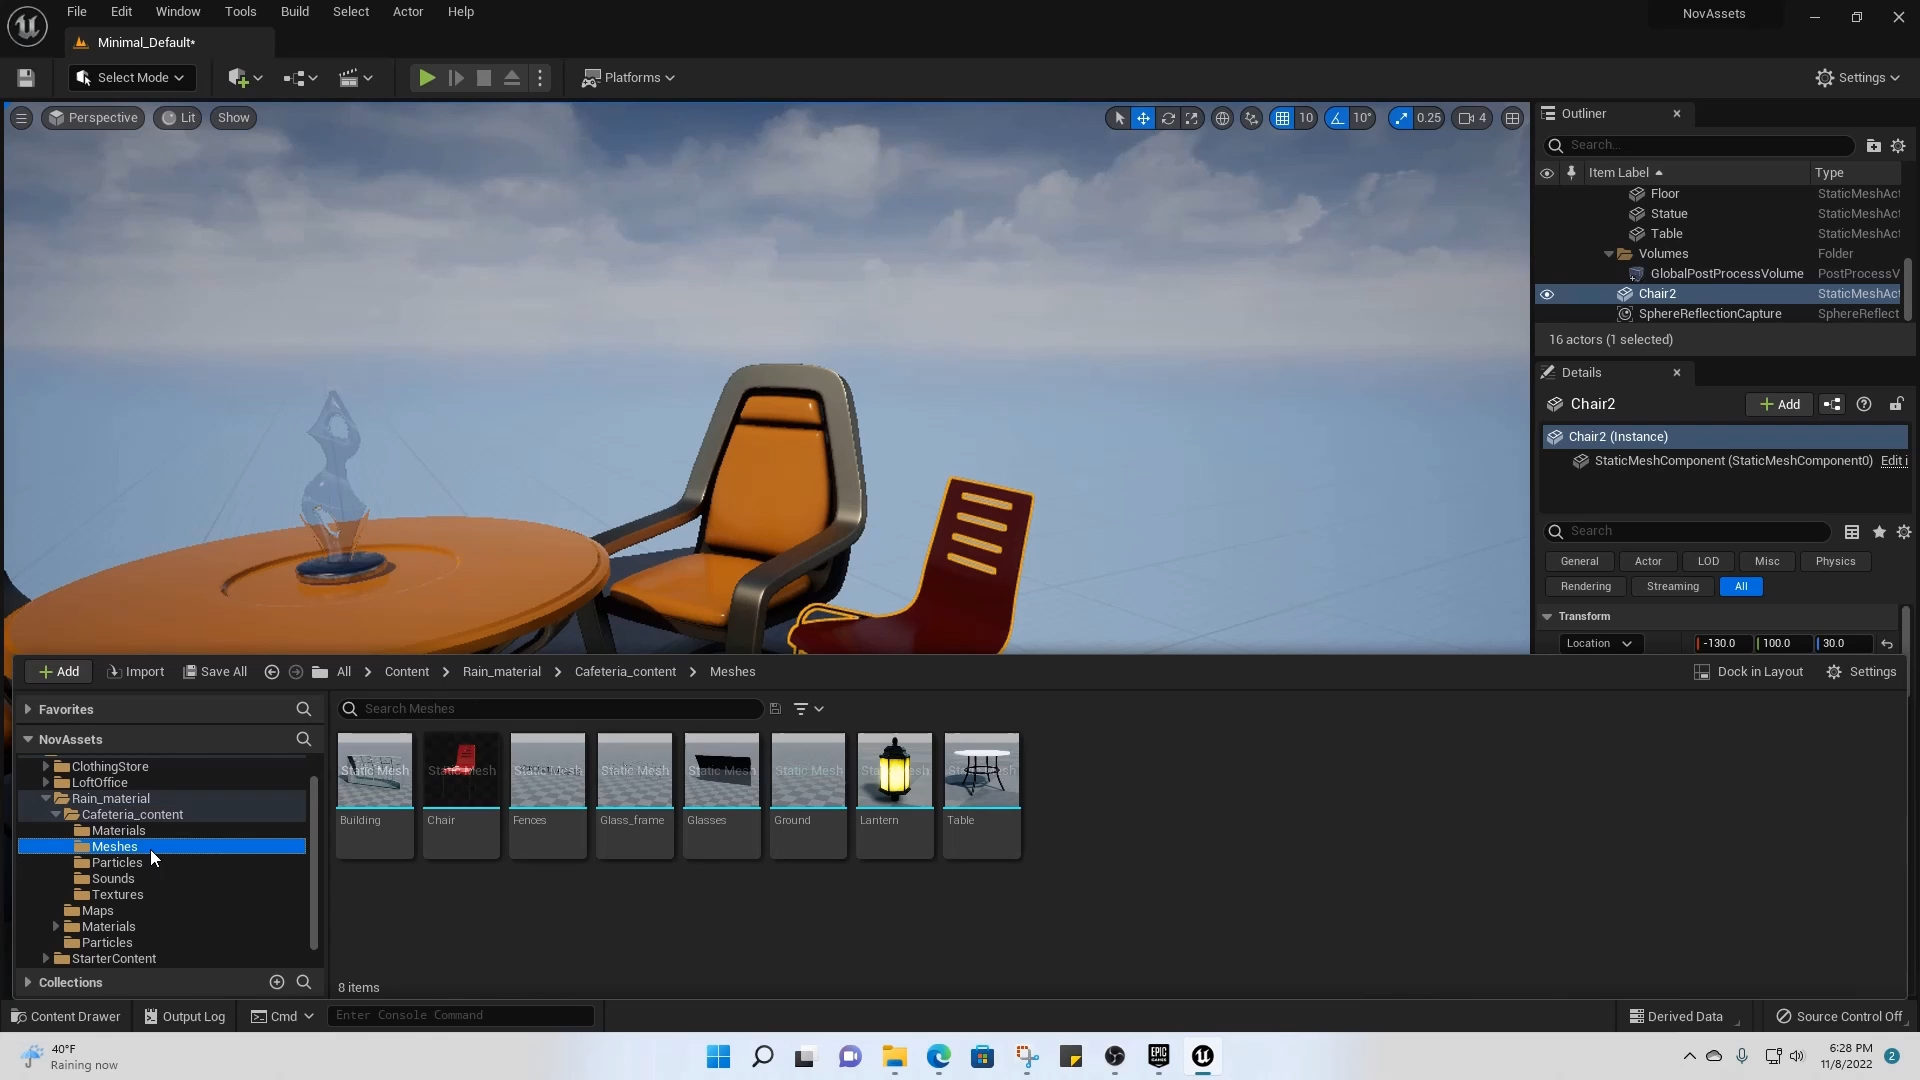 File Edit Window Tools Build Select Actor Help
NovAssets
Minimal_Default*
Select Mode
Platforms
Settings
Perspective Lit Show
10 10° 0.25 4
Outliner
Search...
Item Label Type
Floor StaticMeshAct
Statue StaticMeshAct
Table StaticMeshAct
Volumes Folder
GlobalPostProcessVolume PostProcessV
Chair2 StaticMeshAct
SphereReflectionCapture SphereReflect
16 actors (1 selected)
Details
Chair2
Add
Chair2 (Instance)
StaticMeshComponent (StaticMeshComponent0) Edit i
Search
General Actor LOD Misc Physics
Rendering Streaming All
Transform
Location -130.0 100.0 30.0
Add Import Save All All Content Rain_material Cafeteria_content Meshes
Dock in Layout Settings
Favorites
Search Meshes
NovAssets
ClothingStore
LoftOffice
Rain_material
Cafeteria_content
Materials
Meshes
Particles
Sounds
Textures
Maps
Materials
Particles
StarterContent
Collections
Static Mesh Static Mesh Static Mesh Static Mesh Static Mesh Static Mesh Static Mesh Static Mesh
Building Chair Fences Glass_frame Glasses Ground Lantern Table
8 items
Content Drawer Output Log Cmd Enter Console Command
Derived Data Source Control Off
40°F
Raining now
EPIC
GAMES
6:28 PM
11/8/2022
2